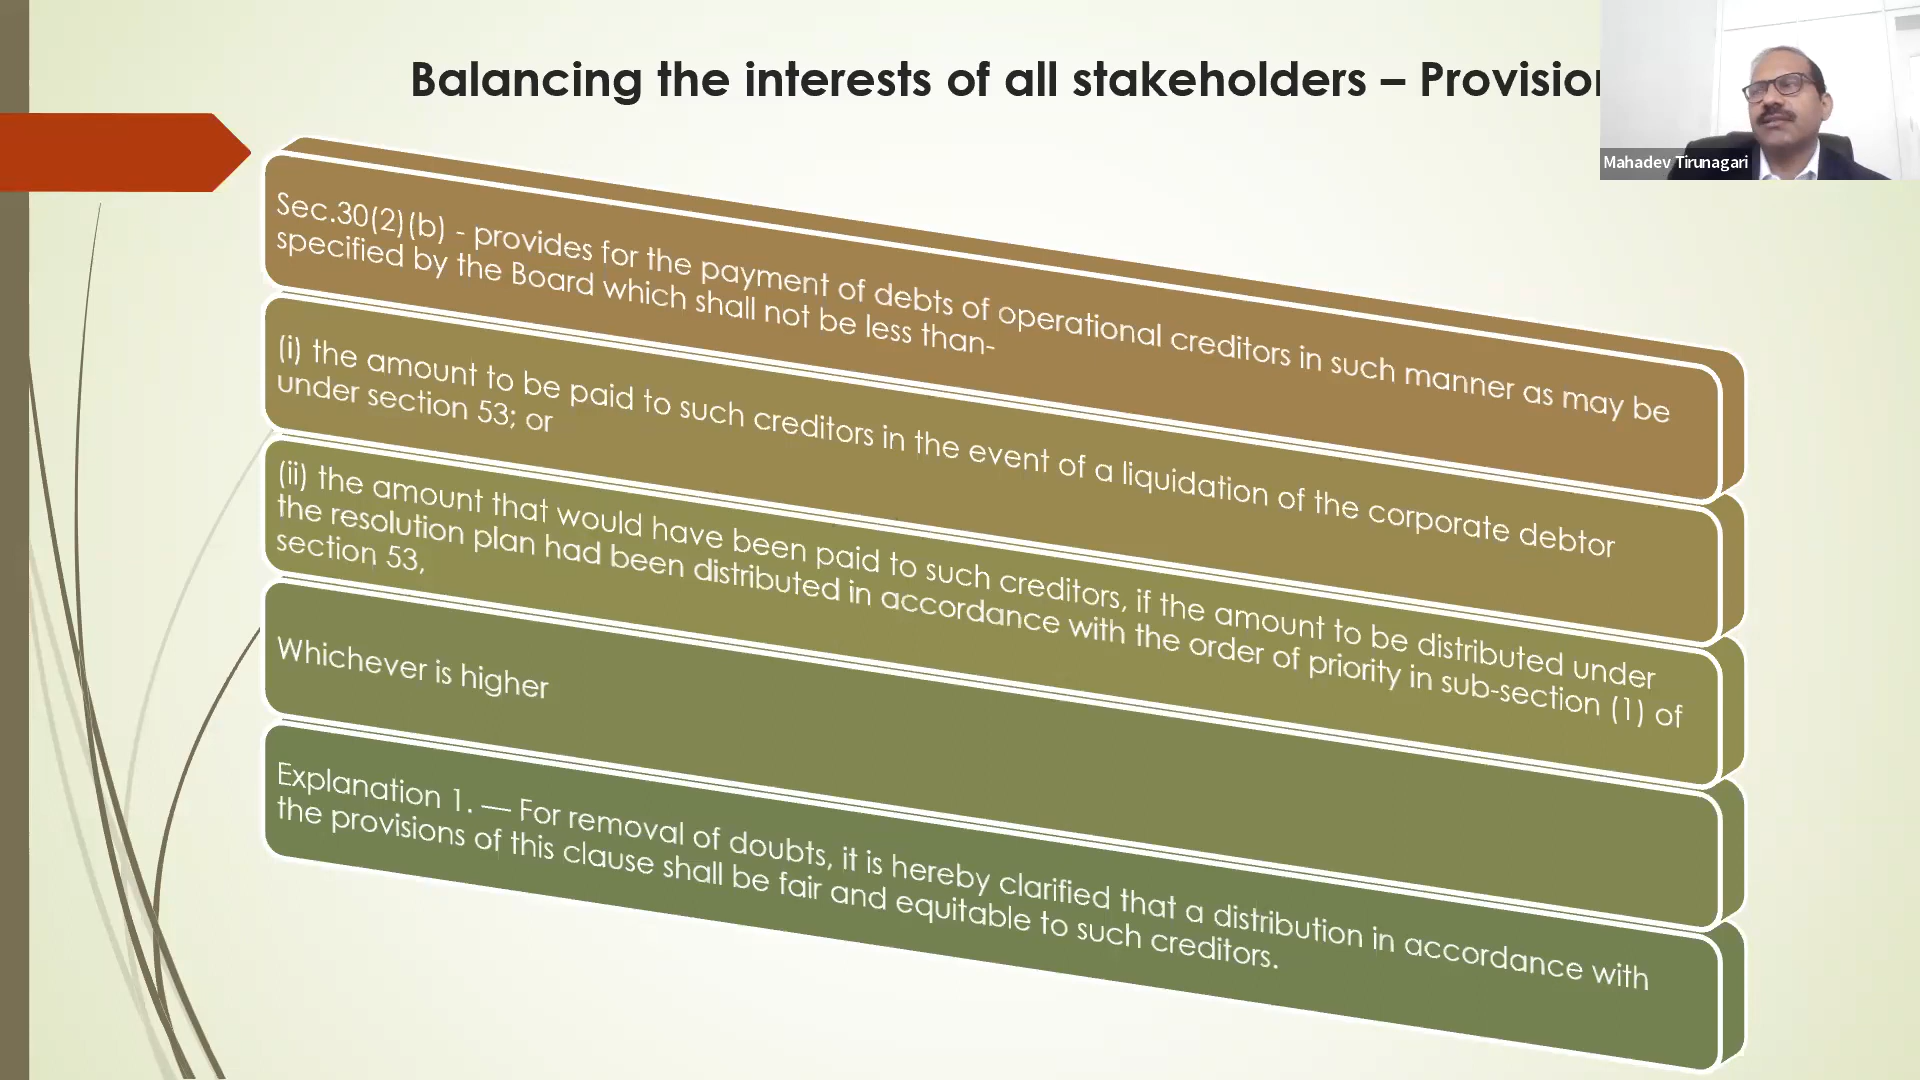 Balancing the interests of all stakeholders – Provision
Mahadev Tirunagari
Sec.30(2)(b) - provides for the payment of debts of operational creditors in such manner as may be
specified by the Board which shall not be less than-
(i) the amount to be paid to such creditors in the event of a liquidation of the corporate debtor
under section 53; or
(ii) the amount that would have been paid to such creditors, if the amount to be distributed under
the resolution plan had been distributed in accordance with the order of priority in sub-section (1) of
section 53,
Whichever is higher
Explanation 1. — For removal of doubts, it is hereby clarified that a distribution in accordance with
the provisions of this clause shall be fair and equitable to such creditors.